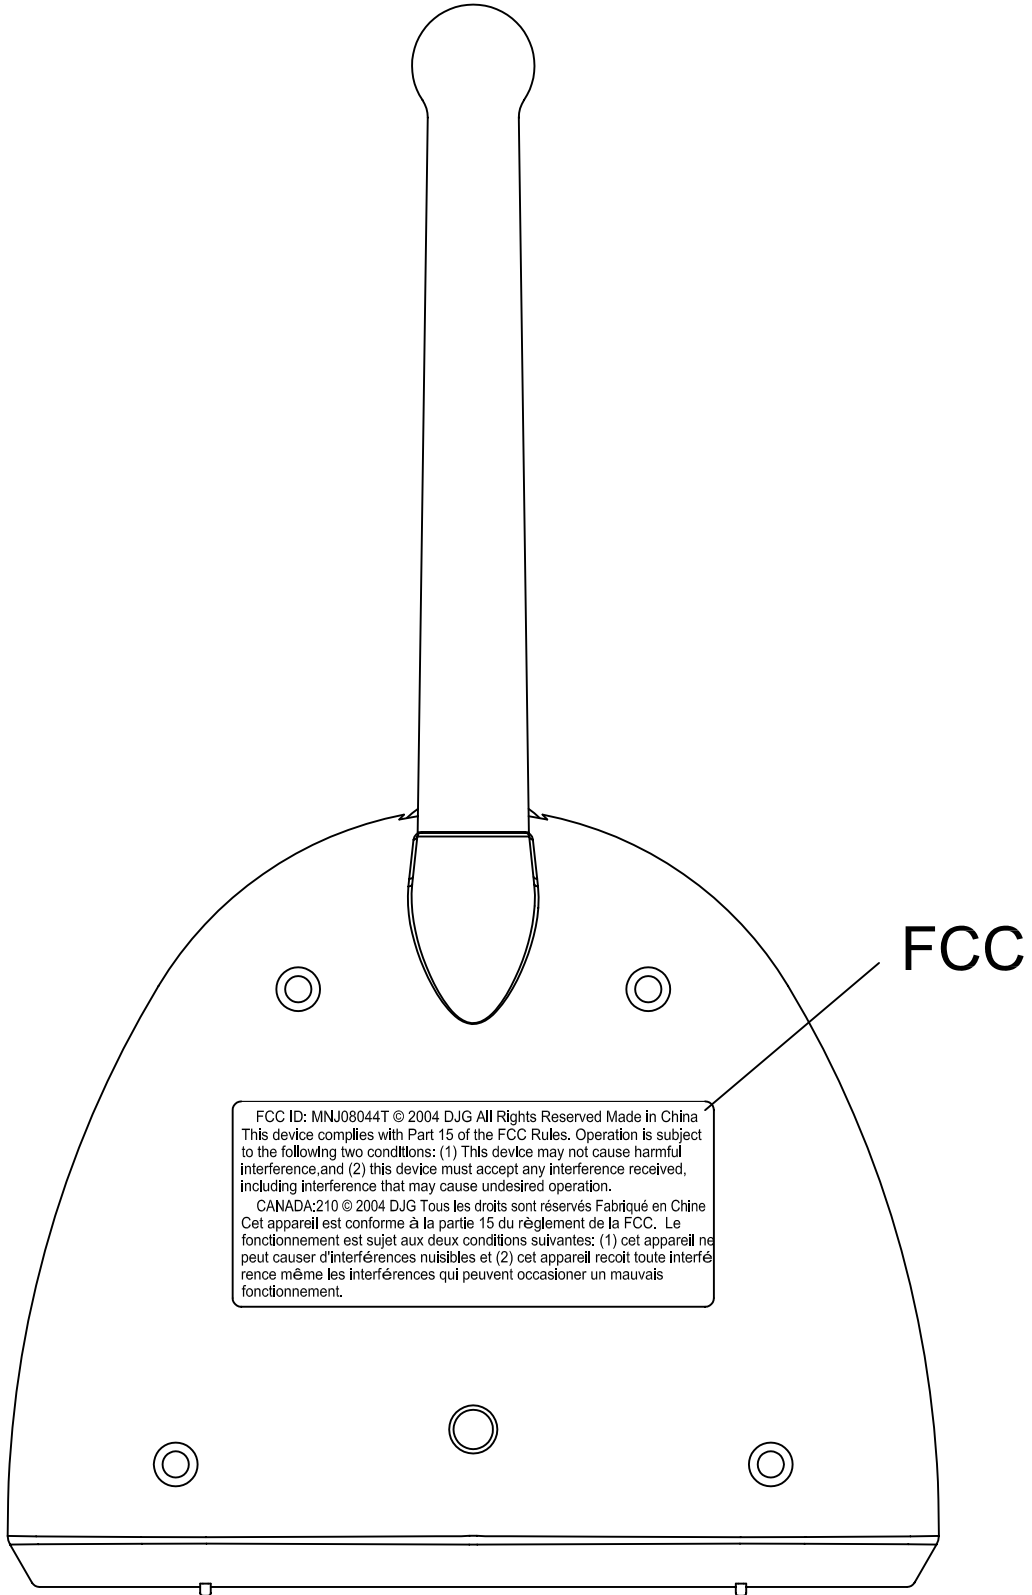 FCC
FCC ID: MNJ08044T © 2004 DJG All Rights Reserved Made in China
This device complies with Part 15 of the FCC Rules. Operation is subject
to the following two conditions: (1) This device may not cause harmful
interference,and (2) this device must accept any interference received,
including interference that may cause undesired operation.
CANADA:210 © 2004 DJG Tous les droits sont réservés Fabriqué en Chine
Cet appareil est conforme à la partie 15 du règlement de la FCC. Le
fonctionnement est sujet aux deux conditions suivantes: (1) cet appareil ne
peut causer d'interférences nuisibles et (2) cet appareil recoit toute interfé
rence même les interférences qui peuvent occasioner un mauvais
fonctionnement.